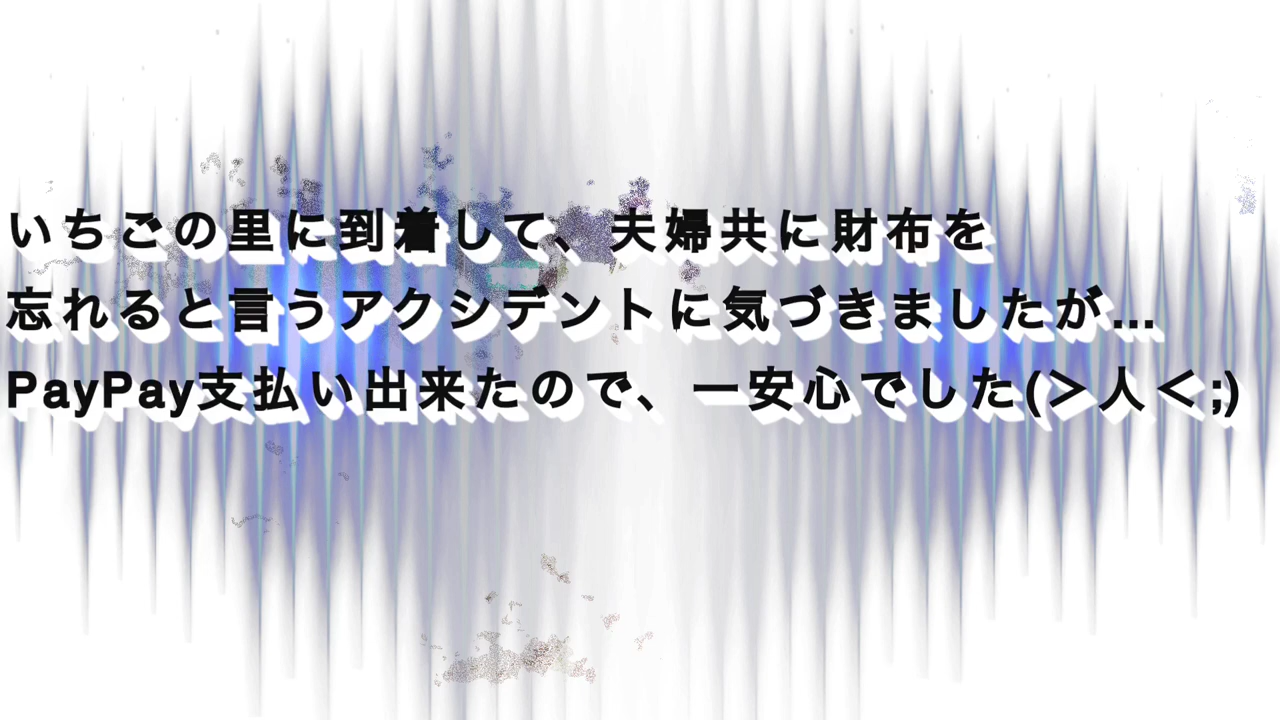 いちごの里に到着して、夫婦共に財布を
忘れると言うアクシデントに気づきましたが...
PayPay支払い出来たので、一安心でした(＞人＜;)